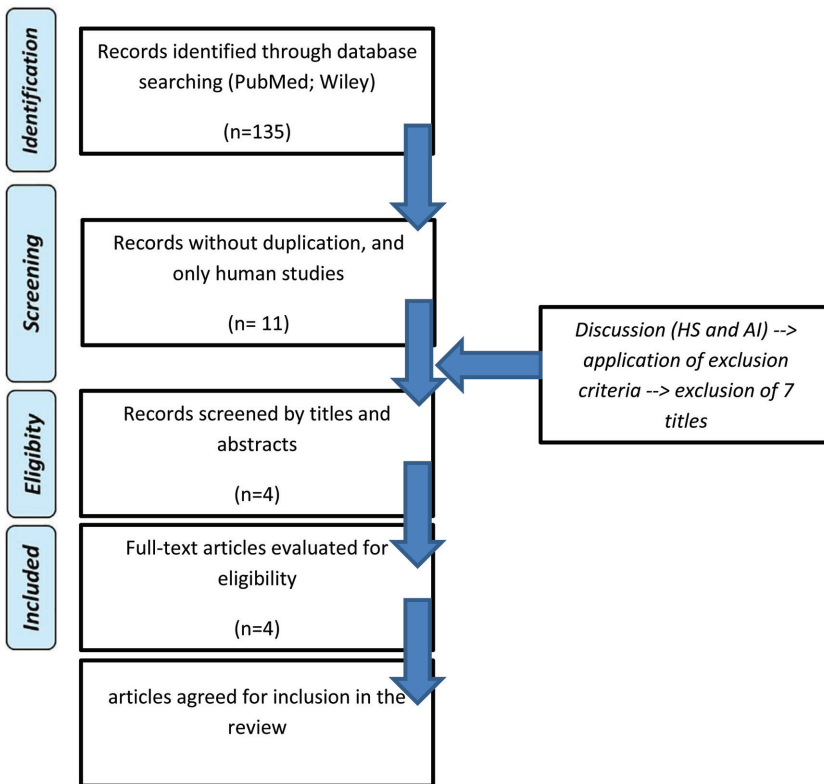 Identification
Records identified through database
searching (PubMed; Wiley)
(n=135)
Screening
Records without duplication, and
only human studies
(n= 11)
Discussion (HS and AI) -->
application of exclusion
criteria --> exclusion of 7
titles
Eligibity
Records screened by titles and
abstracts
(n=4)
Included
Full-text articles evaluated for
eligibility
(n=4)
articles agreed for inclusion in the
review